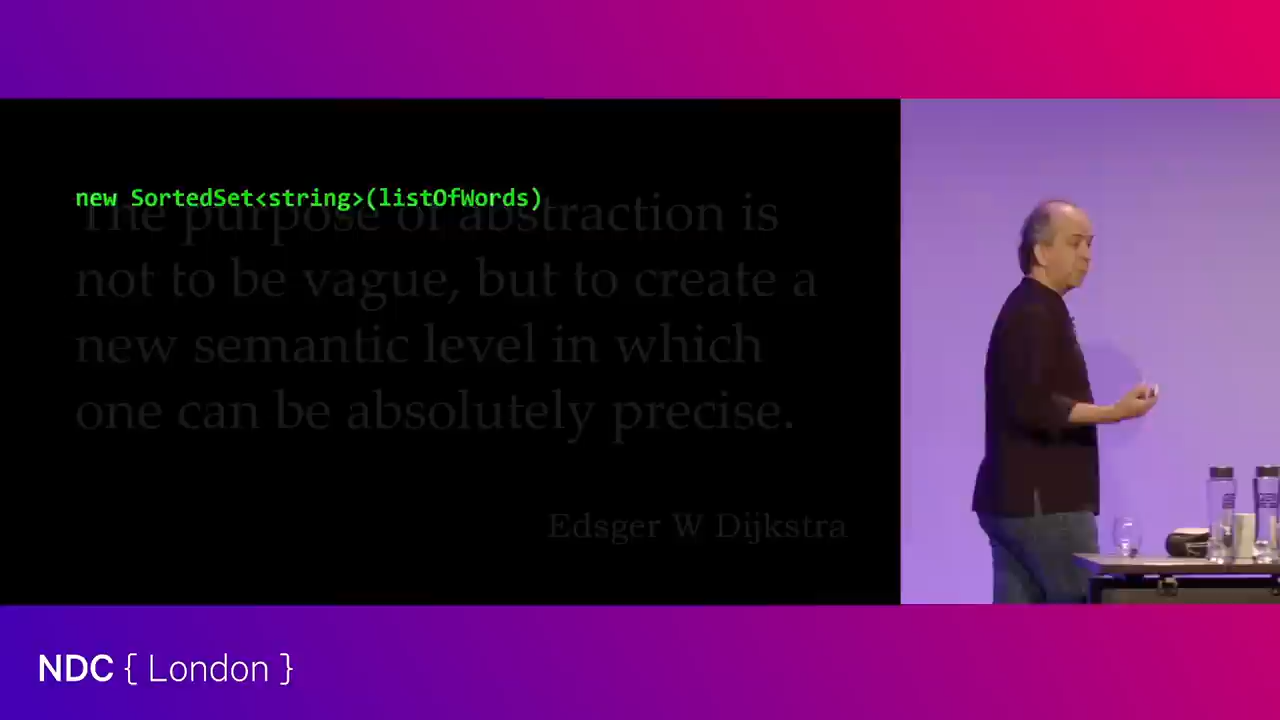 new SortedSet<string>(listOfWords)
The purpose of abstraction is
not to be vague, but to create a
new semantic level in which
one can be absolutely precise.
Edsger W Dijkstra
NDC { London }